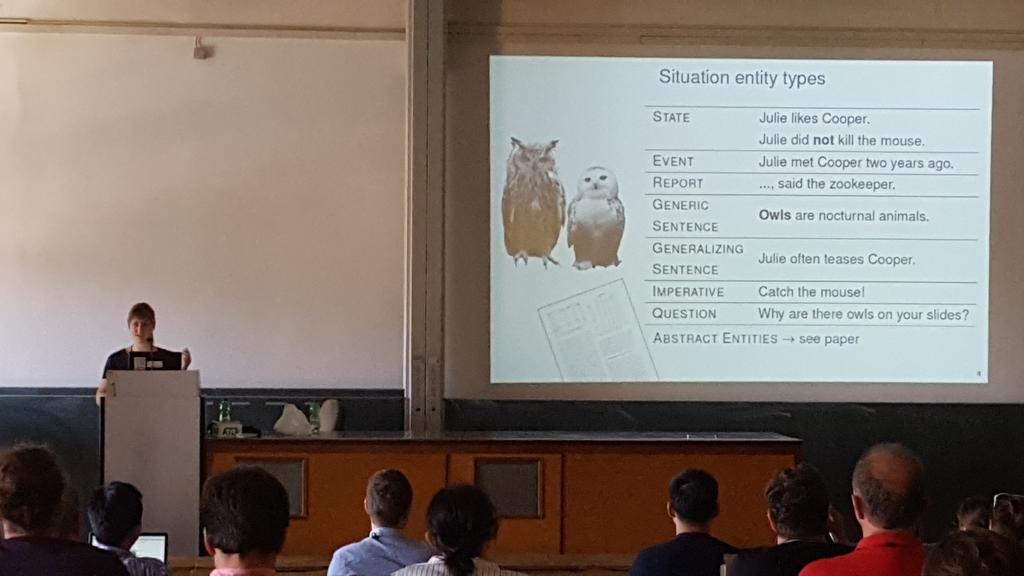 Situation entity types
STATE Julie likes Cooper.
Julie did not kill the mouse.
EVENT Julie met Cooper two years ago.
REPORT ..., said the zookeeper.
GENERIC
SENTENCE Owls are nocturnal animals.
GENERALIZING
SENTENCE Julie often teases Cooper.
IMPERATIVE Catch the mouse!
QUESTION Why are there owls on your slides?
ABSTRACT ENTITIES → see paper